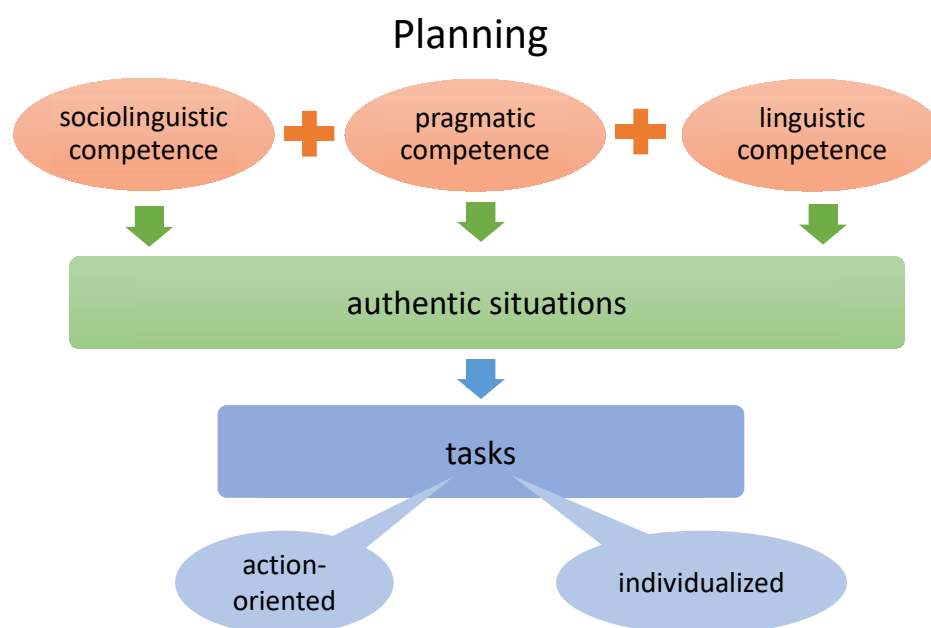 Planning
sociolinguistic
competence
pragmatic
competence
linguistic
competence
authentic situations
tasks
action-
oriented
individualized